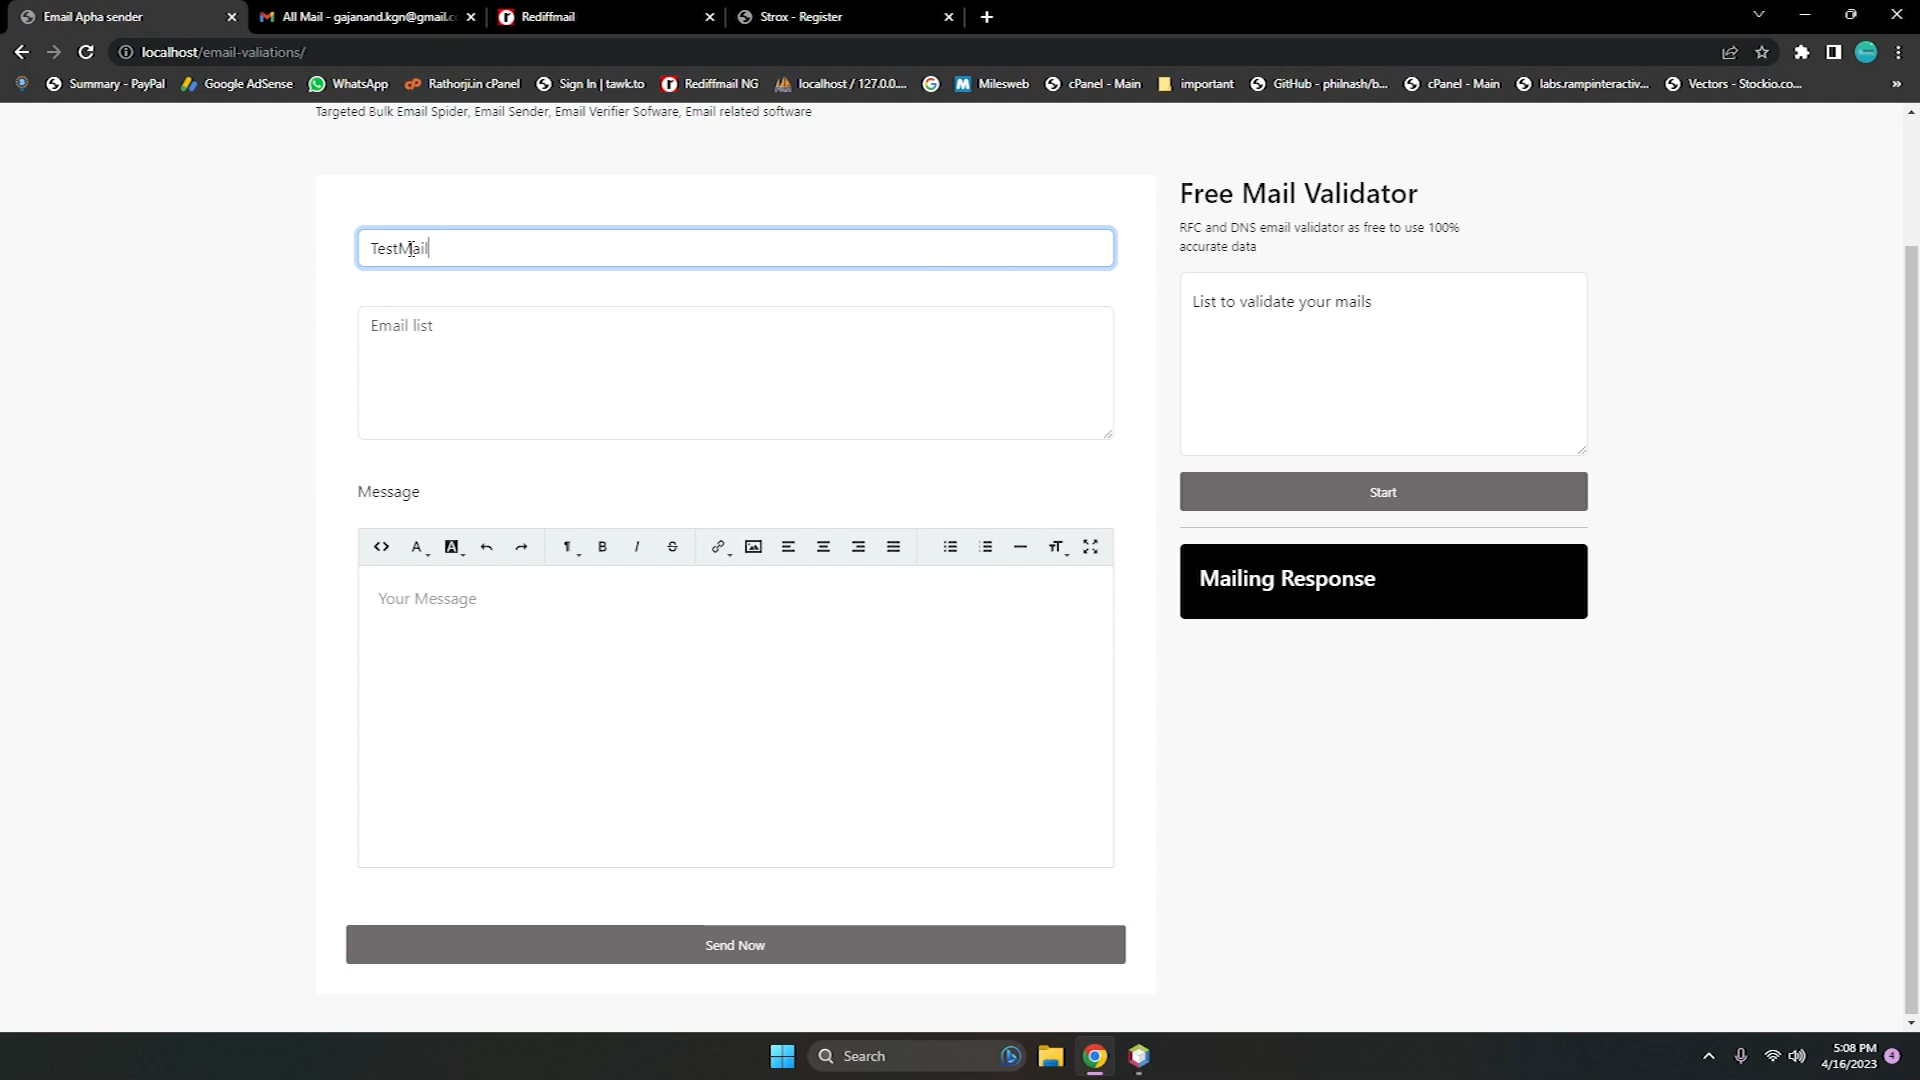 Email Apha sender
All Mail - gajanand.kgn@gmail.c
Rediffmail
Strox - Register
localhost/email-valiations/
Summary - PayPal
Google AdSense
WhatsApp
cP Rathorji.in cPanel
Sign In | tawk.to
Rediffmail NG
localhost / 127.0.0....
Milesweb
cPanel - Main
important
GitHub - philnash/b...
cPanel - Main
labs.rampinteractiv...
Vectors - Stockio.co...
»
Targeted Bulk Email Spider, Email Sender, Email Verifier Sofware, Email related software
TestMail
Email list
Message
Your Message
Send Now
Free Mail Validator
RFC and DNS email validator as free to use 100%
accurate data
List to validate your mails
Start
Mailing Response
Search
5:08 PM
4/16/2023
4